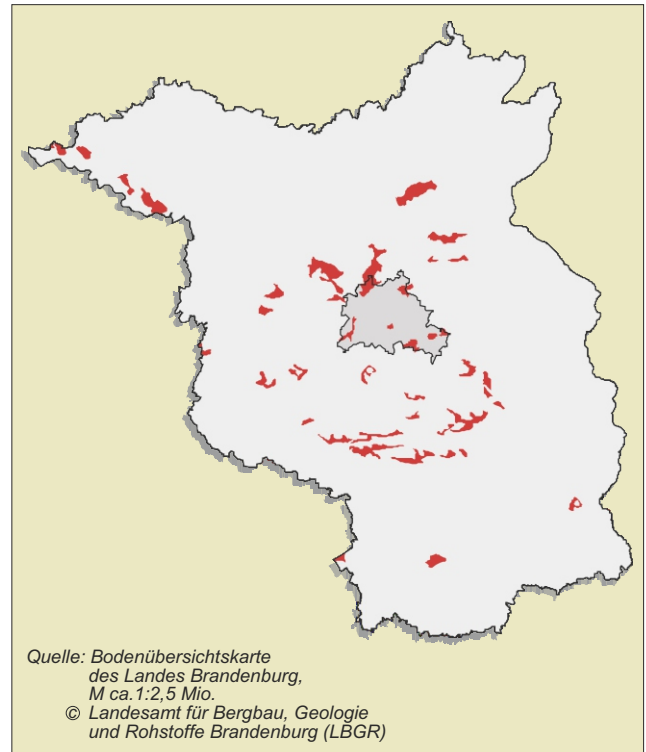 Quelle: Bodenübersichtskarte
des Landes Brandenburg,
M ca.1:2,5 Mio.
© Landesamt für Bergbau, Geologie
und Rohstoffe Brandenburg (LBGR)